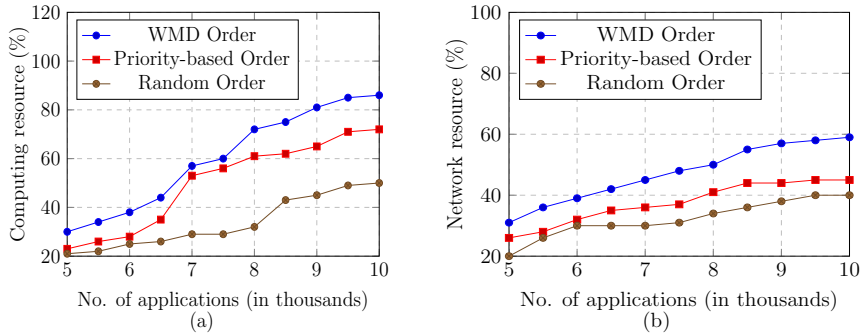 120
100
80
60
40
20
Computing resource (%)
WMD Order
Priority-based Order
Random Order
5 6 7 8 9 10
No. of applications (in thousands)
(a)
100
80
60
40
20
Network resource (%)
WMD Order
Priority-based Order
Random Order
5 6 7 8 9 10
No. of applications (in thousands)
(b)